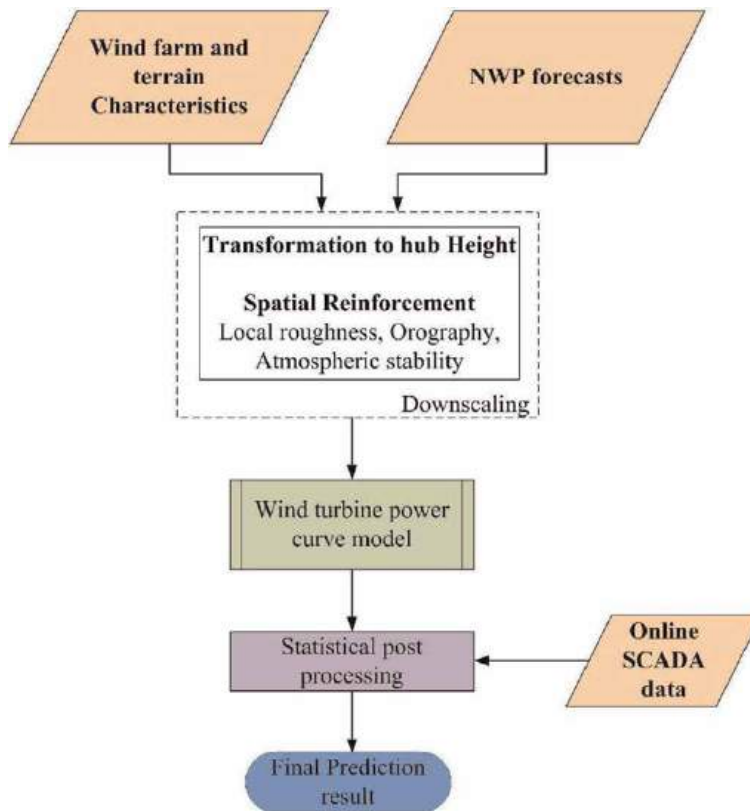 Wind farm and
terrain
Characteristics
NWP forecasts
Transformation to hub Height
Spatial Reinforcement
Local roughness, Orography,
Atmospheric stability
Downscaling
Wind turbine power
curve model
Statistical post
processing
Online
SCADA
data
Final Prediction
result